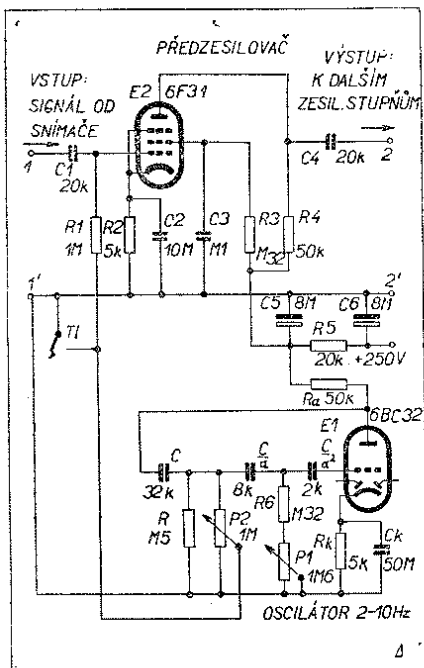 PŘEDZESILOVAČ
VSTUP:
SIGNÁL OD
SNÍMAČE
E2
6F31
VÝSTUP:
K DALŠÍM
ZESIL. STUPŇŮM
1
C1
20k
C4
20k
2
R1
1M
R2
5k
C2
10M
C3
M1
R3
M32
R4
50k
1'
2'
Tl
C5
8M
C6
8M
R5
20k
+250V
Ra 50k
6BC32
E1
C
32k
C/a
8k
C/a²
2k
R
M5
P2
1M
R6
M32
P1
1M6
Rk
5k
Ck
50M
OSCILÁTOR 2-10Hz